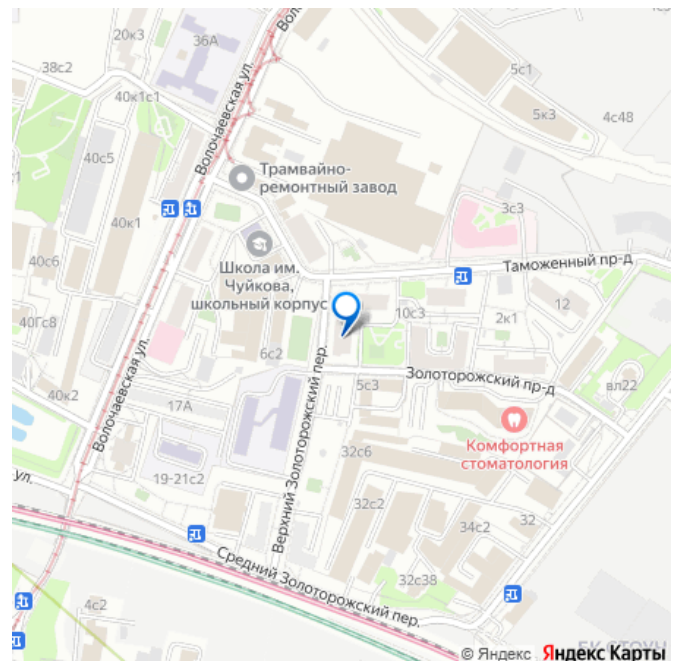 20к3
36А
Волочаевская ул.
38с2
40к1с1
5с1
5к3
4с48
40с5
Трамвайно-
ремонтный завод
40к1
3с3
Школа им.
Чуйкова,
школьный корпус
Таможенный пр-д
40с6
10с3
12
2к1
40Гс8
6с2
Золоторожский пр-д
5с3
вл22
40к2
Волочаевская ул.
17А
Верхний Золоторожский пер.
Комфортная
стоматология
32с6
19-21с2
ул.
32с2
34с2
32
Средний Золоторожский пер.
32с38
4с2
© Яндекс Яндекс Карты